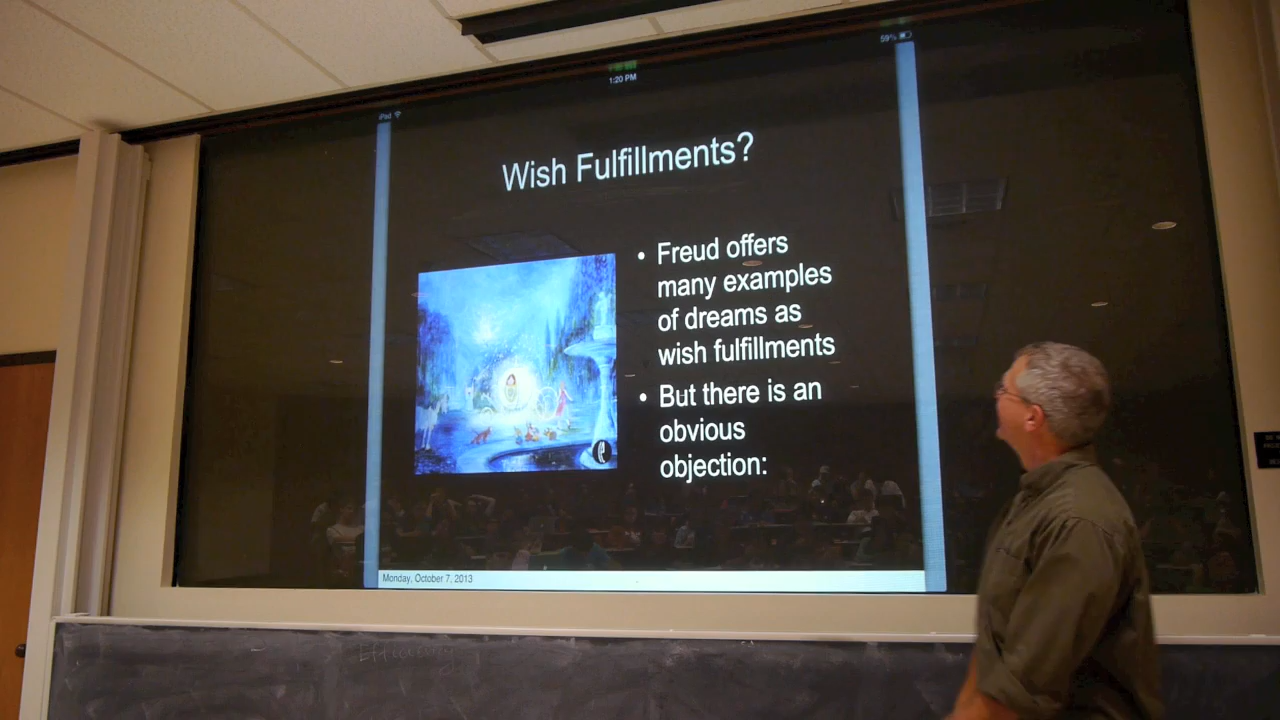 59%
1:20 PM
iPad
Wish Fulfillments?
• Freud offers
many examples
of dreams as
wish fulfillments
• But there is an
obvious
objection:
Monday, October 7, 2013
Efficiency